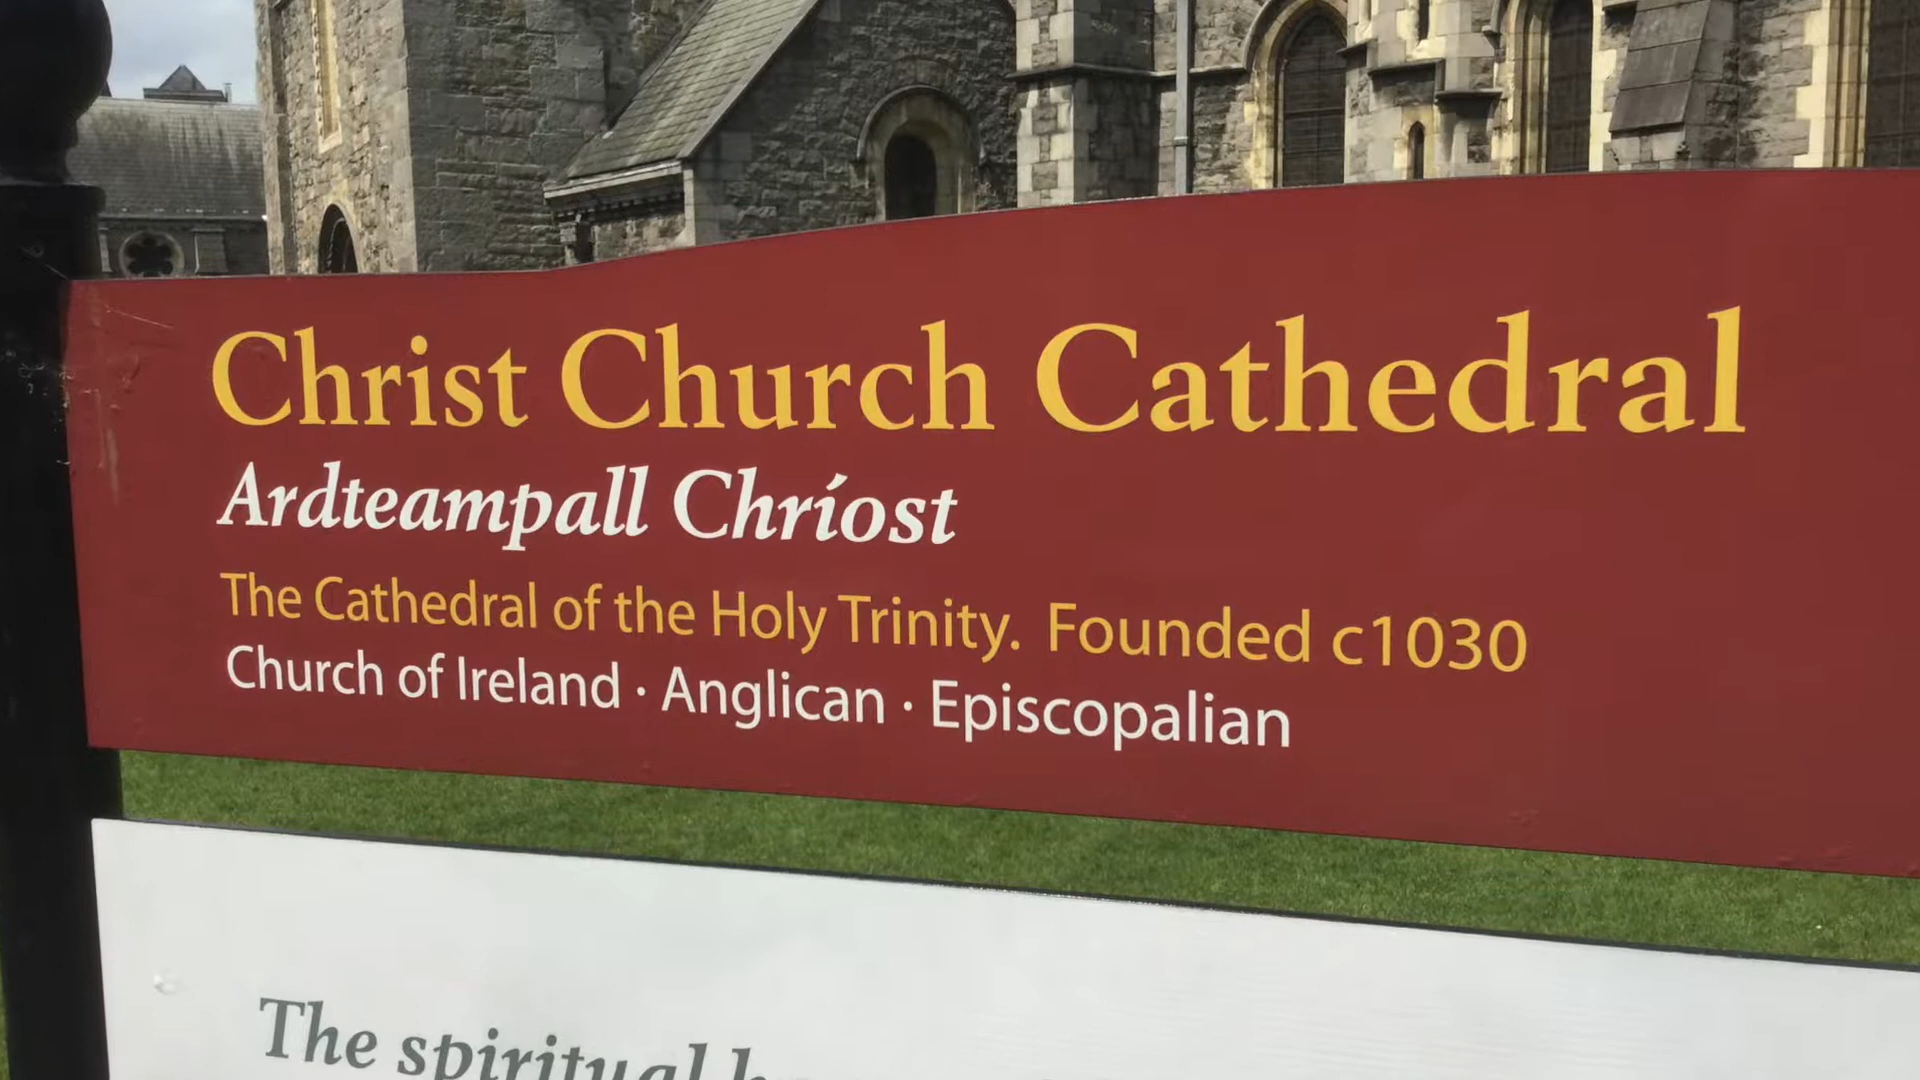 Christ Church Cathedral
Ardteampall Chríost
The Cathedral of the Holy Trinity. Founded c1030
Church of Ireland · Anglican · Episcopalian
The spiritual